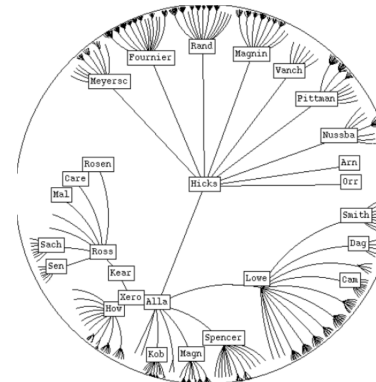 Rand
Fournier
Magnin
Vanch
Meyersc
Pittman
Nussba
Rosen
Arn
Care
Hicks
Orr
Mal
Smith
Sach
Ross
Dag
Sen
Kear
Lowe
Cam
Xero
Alla
How
Spencer
Kob
Magn